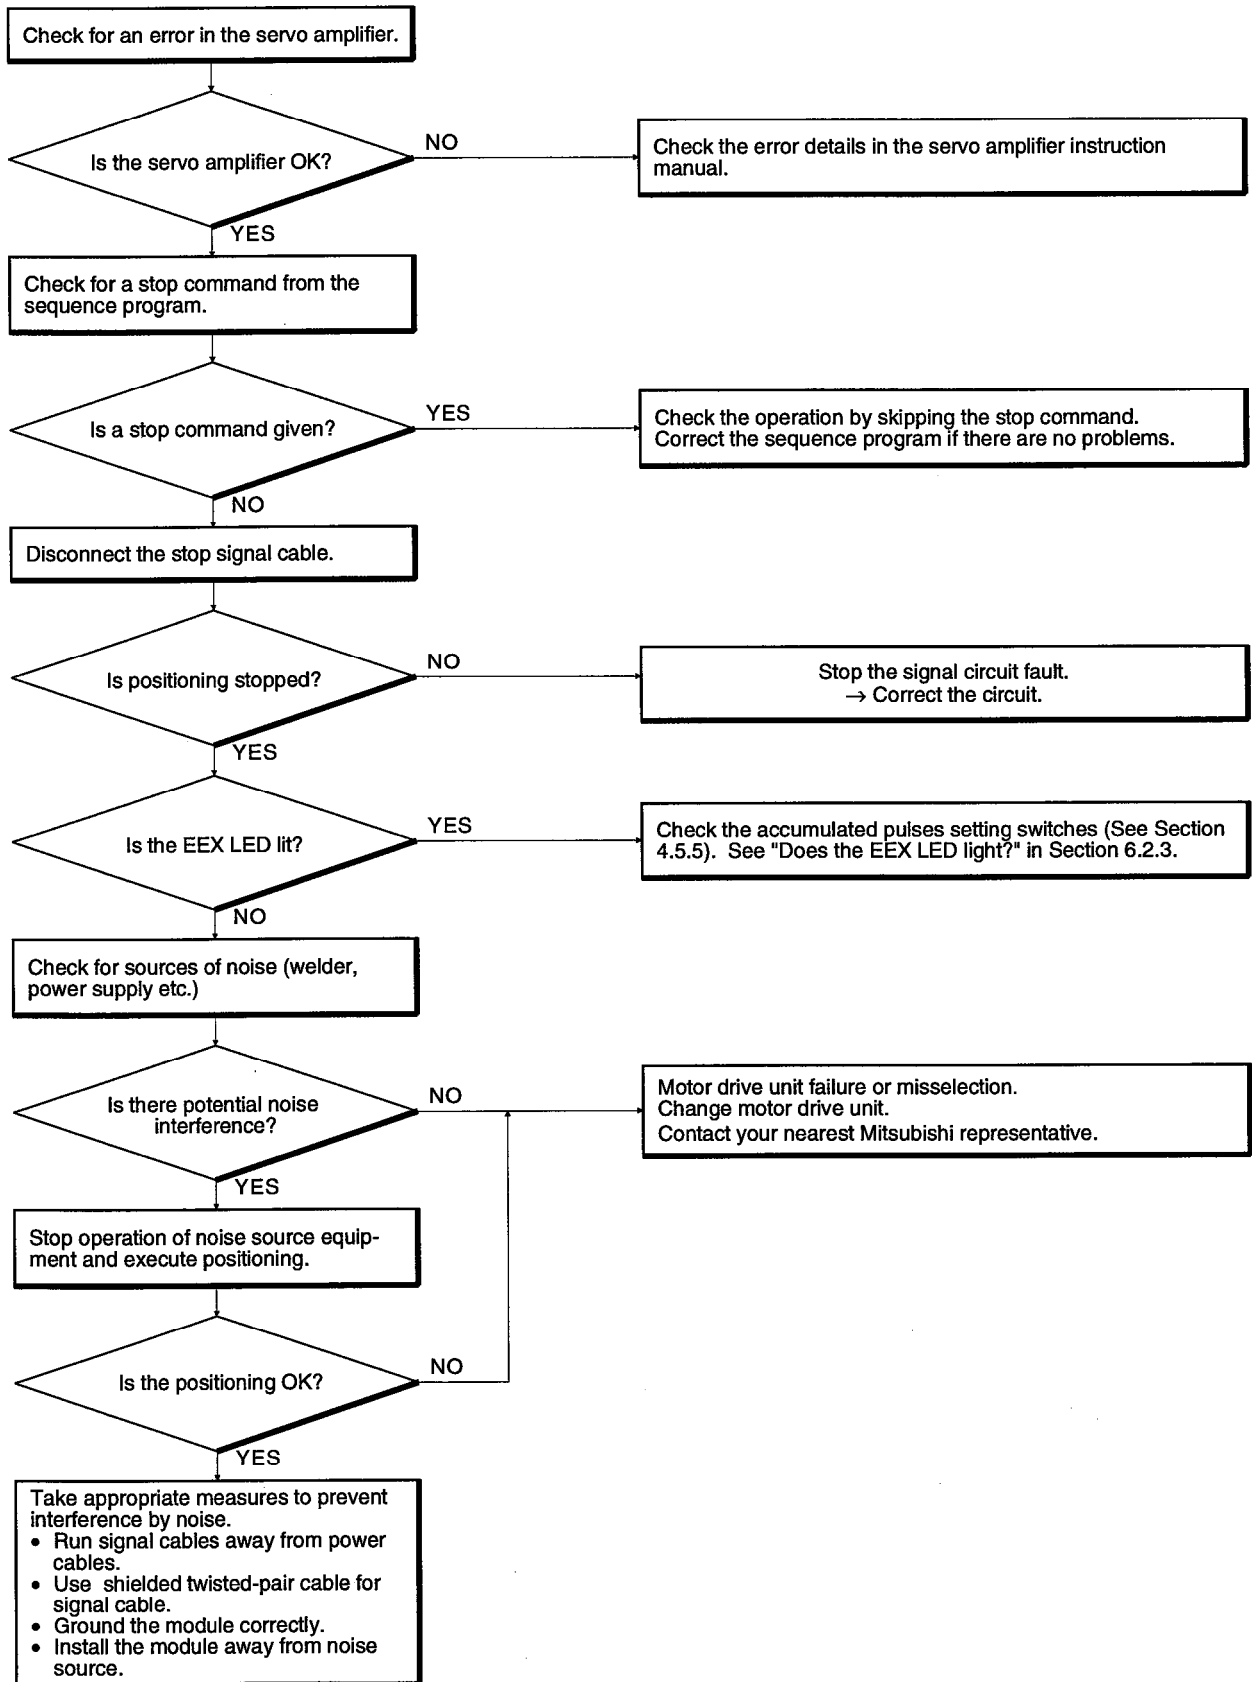 Check for an error in the servo amplifier.
Is the servo amplifier OK?
NO
Check the error details in the servo amplifier instruction
manual.
YES
Check for a stop command from the
sequence program.
Is a stop command given?
YES
Check the operation by skipping the stop command.
Correct the sequence program if there are no problems.
NO
Disconnect the stop signal cable.
Is positioning stopped?
NO
Stop the signal circuit fault.
→ Correct the circuit.
YES
Is the EEX LED lit?
YES
Check the accumulated pulses setting switches (See Section
4.5.5). See "Does the EEX LED light?" in Section 6.2.3.
NO
Check for sources of noise (welder,
power supply etc.)
Is there potential noise
interference?
NO
Motor drive unit failure or misselection.
Change motor drive unit.
Contact your nearest Mitsubishi representative.
YES
Stop operation of noise source equip-
ment and execute positioning.
Is the positioning OK?
NO
YES
Take appropriate measures to prevent
interference by noise.
• Run signal cables away from power
cables.
• Use shielded twisted-pair cable for
signal cable.
• Ground the module correctly.
• Install the module away from noise
source.